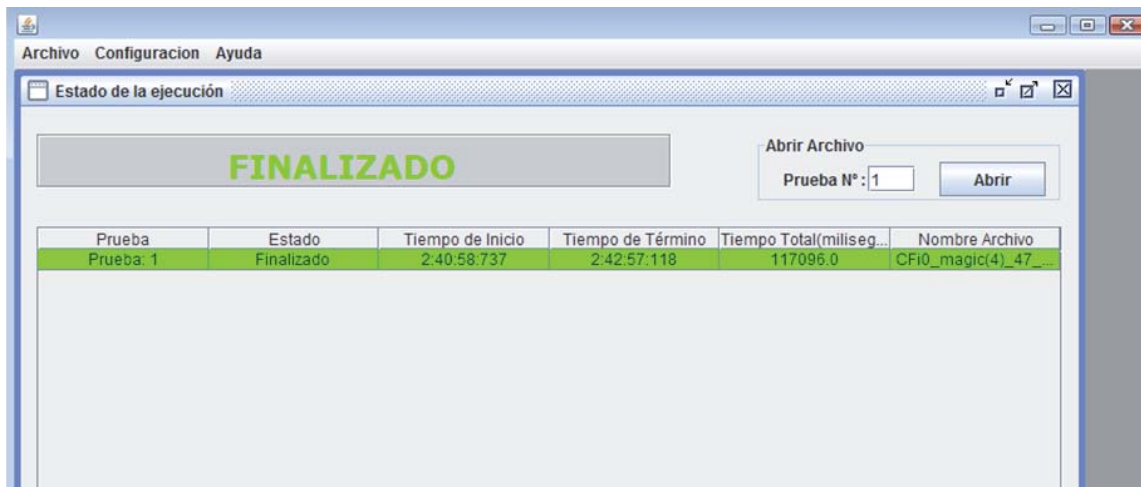 Archivo Configuracion Ayuda
Estado de la ejecución
FINALIZADO
Abrir Archivo
Prueba Nº : 1 Abrir
Prueba Estado Tiempo de Inicio Tiempo de Término Tiempo Total(miliseg... Nombre Archivo
Prueba: 1 Finalizado 2:40:58:737 2:42:57:118 117096.0 CFi0_magic(4)_47_...